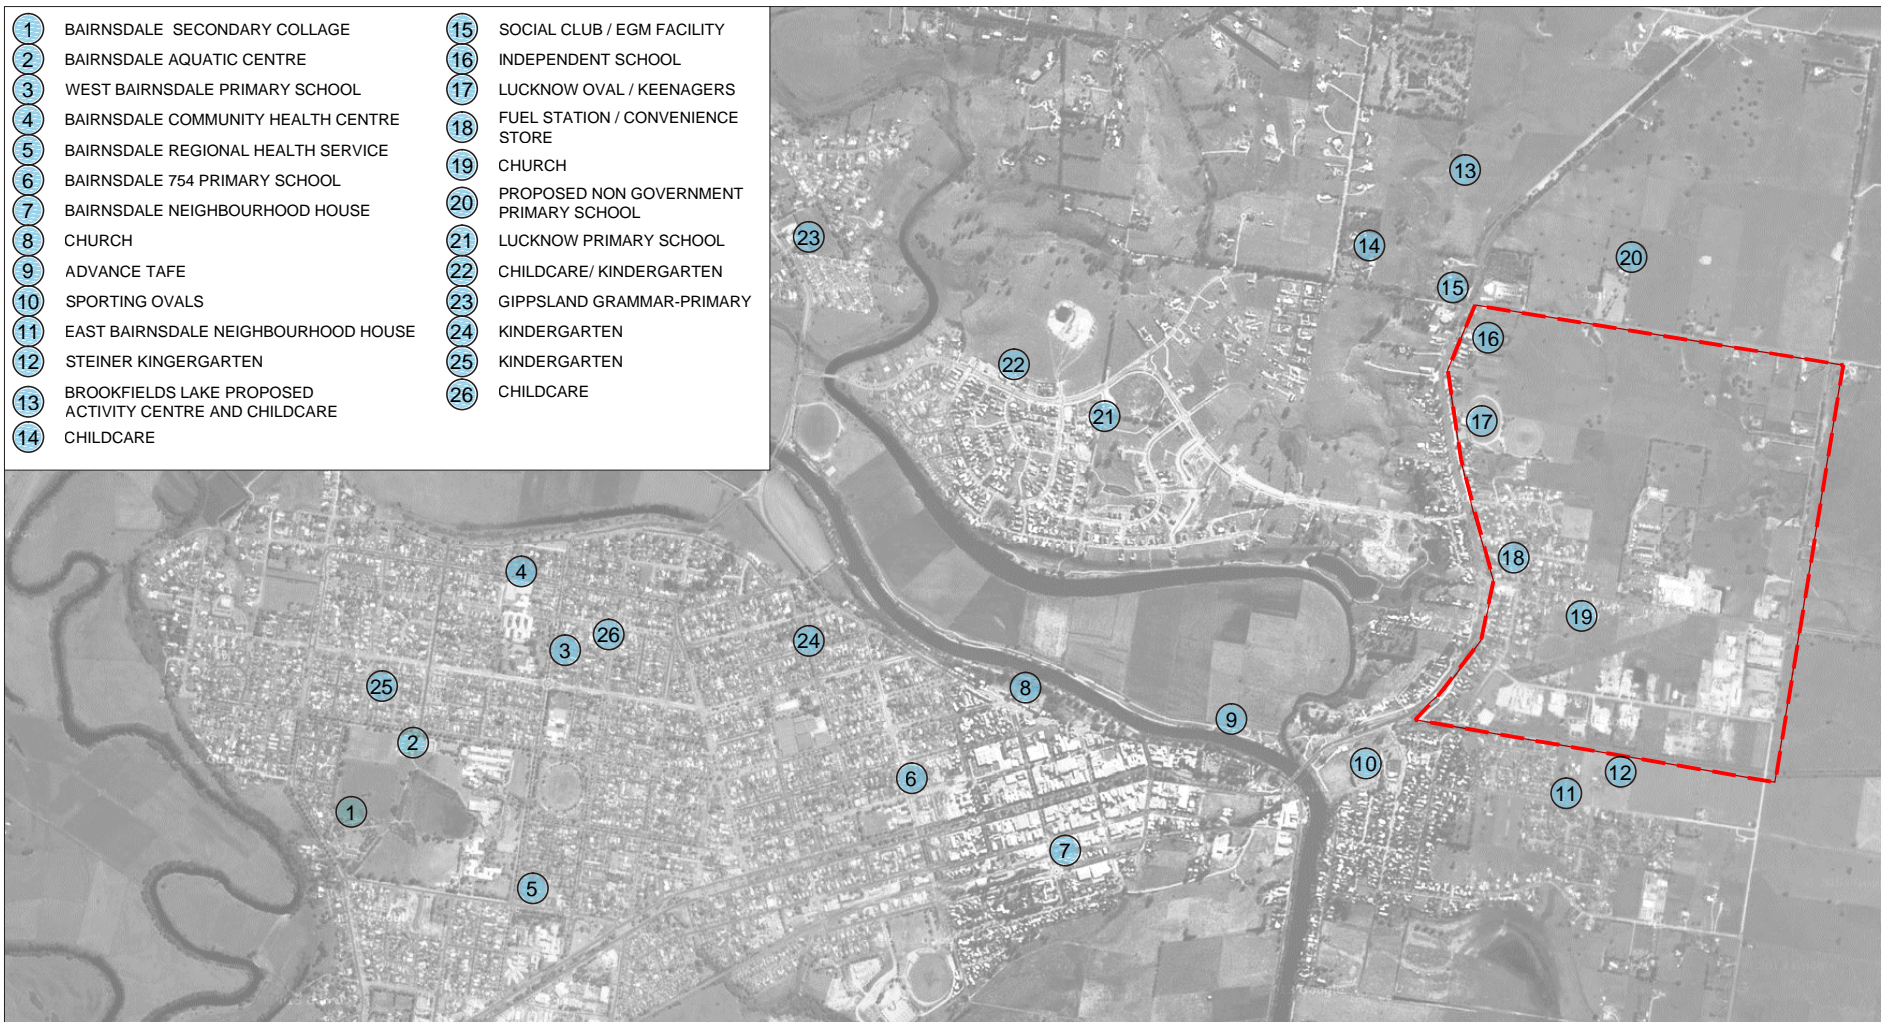 1 BAIRNSDALE SECONDARY COLLAGE
2 BAIRNSDALE AQUATIC CENTRE
3 WEST BAIRNSDALE PRIMARY SCHOOL
4 BAIRNSDALE COMMUNITY HEALTH CENTRE
5 BAIRNSDALE REGIONAL HEALTH SERVICE
6 BAIRNSDALE 754 PRIMARY SCHOOL
7 BAIRNSDALE NEIGHBOURHOOD HOUSE
8 CHURCH
9 ADVANCE TAFE
10 SPORTING OVALS
11 EAST BAIRNSDALE NEIGHBOURHOOD HOUSE
12 STEINER KINGERGARTEN
13 BROOKFIELDS LAKE PROPOSED
ACTIVITY CENTRE AND CHILDCARE
14 CHILDCARE
15 SOCIAL CLUB / EGM FACILITY
16 INDEPENDENT SCHOOL
17 LUCKNOW OVAL / KEENAGERS
18 FUEL STATION / CONVENIENCE
STORE
19 CHURCH
20 PROPOSED NON GOVERNMENT
PRIMARY SCHOOL
21 LUCKNOW PRIMARY SCHOOL
22 CHILDCARE/ KINDERGARTEN
23 GIPPSLAND GRAMMAR-PRIMARY
24 KINDERGARTEN
25 KINDERGARTEN
26 CHILDCARE
13
23
14
20
15
16
22
21
17
18
4
19
26
24
3
25
8
9
2
10
6
12
11
1
7
5